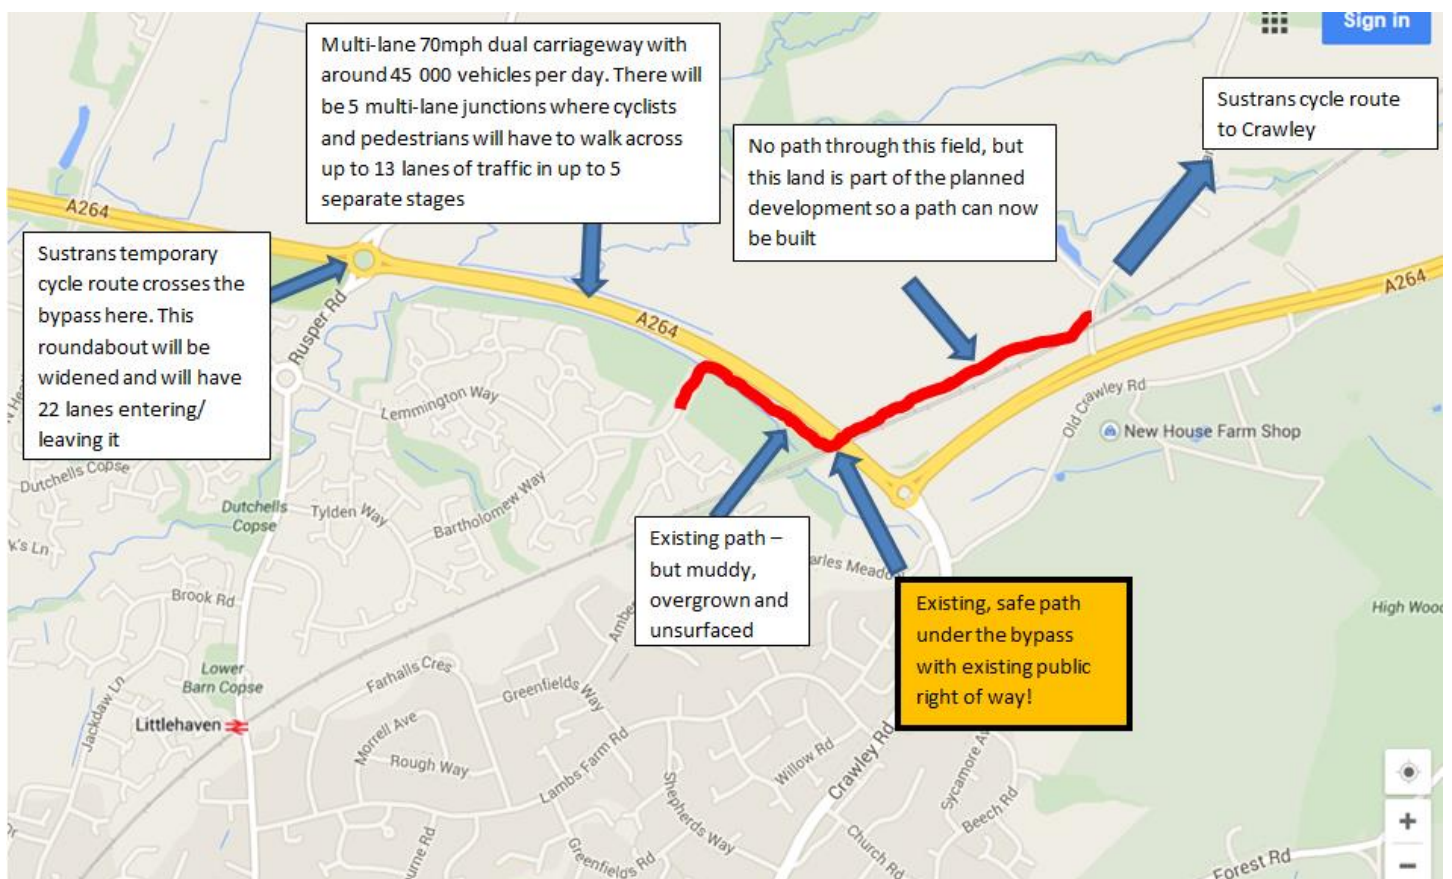 Sign in
Multi-lane 70mph dual carriageway with
around 45 000 vehicles per day. There will
be 5 multi-lane junctions where cyclists
and pedestrians will have to walk across
up to 13 lanes of traffic in up to 5
separate stages
Sustrans cycle route
to Crawley
No path through this field, but
this land is part of the planned
development so a path can now
be built
A264
Sustrans temporary
cycle route crosses the
bypass here. This
roundabout will be
widened and will have
22 lanes entering/
leaving it
Rusper Rd
A264
A264
Lemmington Way
Old Crawley Rd
New House Farm Shop
Dutchells Copse
Dutchells
Copse
Tylden Way
Bartholomew Way
k's Ln
Existing path –
but muddy,
overgrown and
unsurfaced
arles Meadow
Existing, safe path
under the bypass
with existing public
right of way!
Brook Rd
High Wood
Amber
Lower
Barn Copse
Farhalls Cres
Greenfields Way
Jackdaw Ln
Littlehaven
Morrell Ave
Rough Way
Lambs Farm Rd
Willow Rd
Crawley Rd
Sycamore Av
Beech Rd
Shepherds Way
Church Rd
Greenfields Rd
urne Rd
Forest Rd
+
−